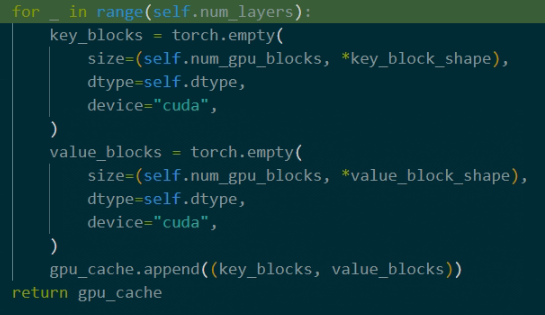 for _ in range(self.num_layers):
    key_blocks = torch.empty(
        size=(self.num_gpu_blocks, *key_block_shape),
        dtype=self.dtype,
        device="cuda",
    )
    value_blocks = torch.empty(
        size=(self.num_gpu_blocks, *value_block_shape),
        dtype=self.dtype,
        device="cuda",
    )
    gpu_cache.append((key_blocks, value_blocks))
return gpu_cache